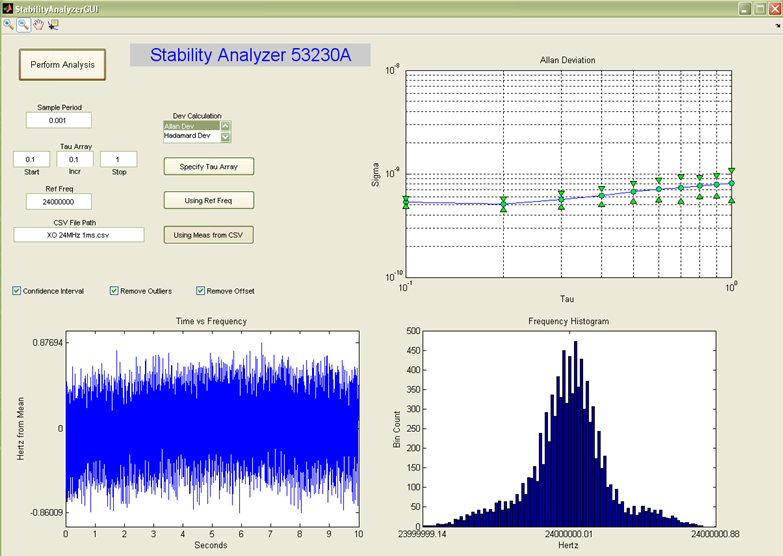 StabilityAnalyzerGUI
Stability Analyzer 53230A
Perform Analysis
Sample Period
0.001
Tau Array
0.1 0.1 1
Start Incr Stop
Ref Freq
24000000
CSV File Path
XO 24MHz 1ms.csv
Dev Calculation
Allan Dev
Hadamard Dev
Specify Tau Array
Using Ref Freq
Using Meas from CSV
Confidence Interval Remove Outliers Remove Offset
Allan Deviation
10^-8
10^-9
10^-10
Sigma
10^-1 10^0
Tau
Time vs Frequency
0.87694
0
-0.86009
Hertz from Mean
0 1 2 3 4 5 6 7 8 9 10
Seconds
Frequency Histogram
500
450
400
350
300
250
200
150
100
50
0
Bin Count
23999999.14 24000000.01 24000000.88
Hertz